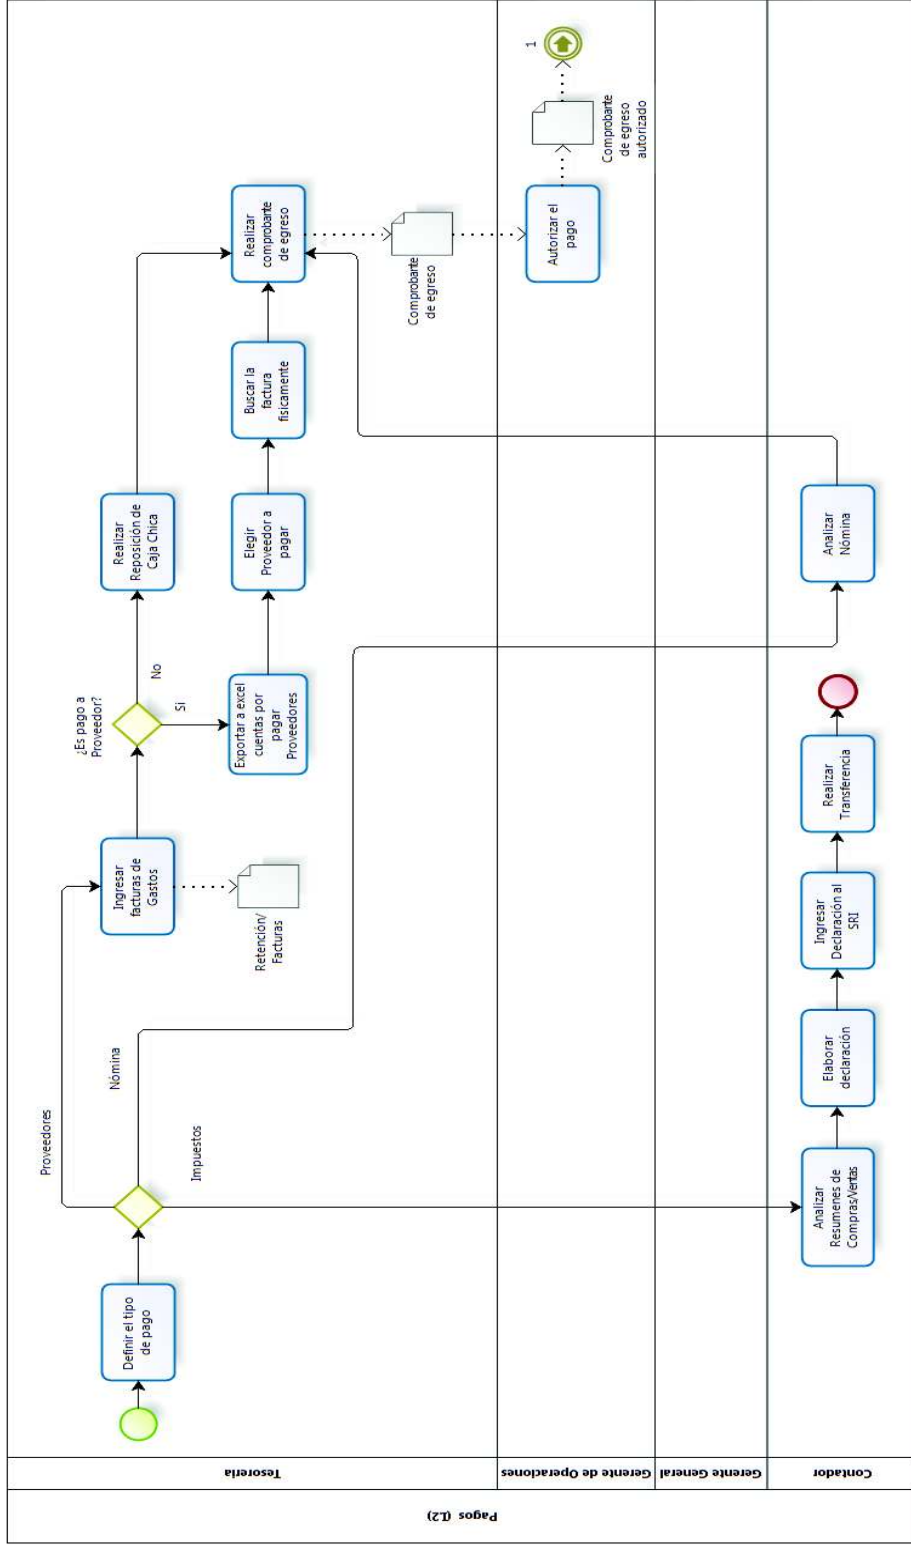 Pagos (L2)
Tesorería
Gerente de Operaciones
Gerente General
Contador
Definir el tipo
de pago
Proveedores
Nómina
Impuestos
Ingresar
facturas de
Gastos
Retención/
Facturas
¿Es pago a
Proveedor?
No
Si
Realizar
Reposición de
Caja Chica
Exportar a excel
cuentas por
pagar
Proveedores
Elegir
Proveedor a
pagar
Buscar la
factura
fisicamente
Realizar
comprobante
de egreso
Comprobante
de egreso
Autorizar el
pago
Comprobante
de egreso
autorizado
1
Analizar
Resumenes de
Compras/Ventas
Elaborar
declaración
Ingresar
Declaración al
SRI
Realizar
Transferencia
Analizar
Nómina